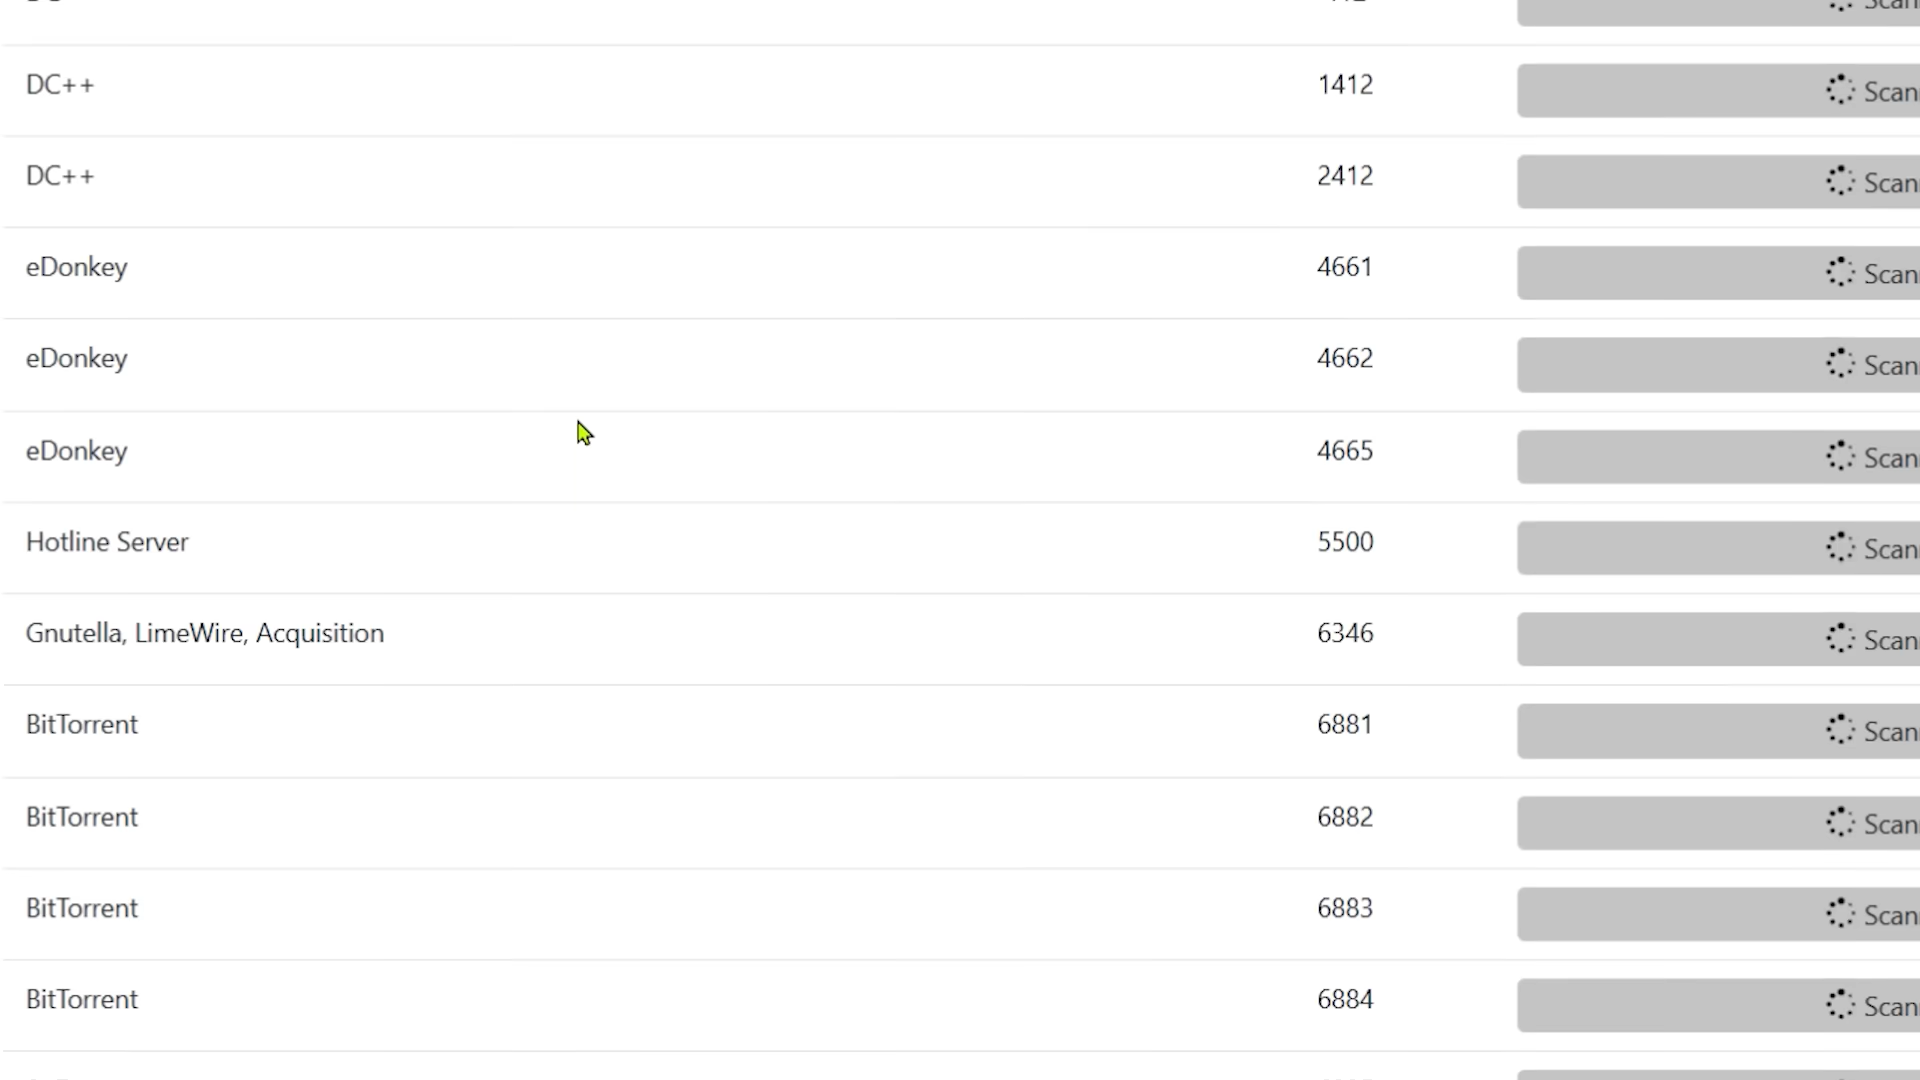 DC++ 1412 Scan
DC++ 2412 Scan
eDonkey 4661 Scan
eDonkey 4662 Scan
eDonkey 4665 Scan
Hotline Server 5500 Scan
Gnutella, LimeWire, Acquisition 6346 Scan
BitTorrent 6881 Scan
BitTorrent 6882 Scan
BitTorrent 6883 Scan
BitTorrent 6884 Scan